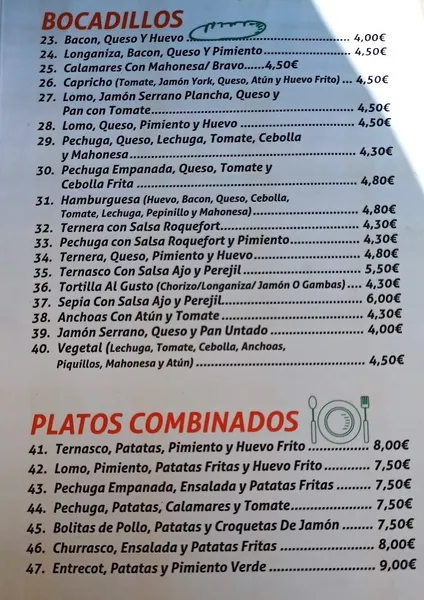 BOCADILLOS
23. Bacon, Queso Y Huevo ........ 4,00€
24. Longaniza, Bacon, Queso Y Pimiento ........ 4,50€
25. Calamares Con Mahonesa/ Bravo......4,50€
26. Capricho (Tomate, Jamón York, Queso, Atún y Huevo Frito) ... 4,50€
27. Lomo, Jamón Serrano Plancha, Queso y
Pan con Tomate........ 4,50€
28. Lomo, Queso, Pimiento y Huevo ........ 4,50€
29. Pechuga, Queso, Lechuga, Tomate, Cebolla
y Mahonesa........ 4,30€
30. Pechuga Empanada, Queso, Tomate y
Cebolla Frita ........ 4,80€
31. Hamburguesa (Huevo, Bacon, Queso, Cebolla,
Tomate, Lechuga, Pepinillo y Mahonesa)........ 4,80€
32. Ternera con Salsa Roquefort........ 4,30€
33. Pechuga con Salsa Roquefort y Pimiento........ 4,30€
34. Ternera, Queso, Pimiento y Huevo........ 4,80€
35. Ternasco Con Salsa Ajo y Perejil........ 5,50€
36. Tortilla Al Gusto (Chorizo/Longaniza/ Jamón O Gambas) .... 4,30€
37. Sepia Con Salsa Ajo y Perejil........ 6,00€
38. Anchoas Con Atún y Tomate ........ 4,30€
39. Jamón Serrano, Queso y Pan Untado ........ 4,00€
40. Vegetal (Lechuga, Tomate, Cebolla, Anchoas,
Piquillos, Mahonesa y Atún) ........ 4,50€
PLATOS COMBINADOS
41. Ternasco, Patatas, Pimiento y Huevo Frito ........ 8,00€
42. Lomo, Pimiento, Patatas Fritas y Huevo Frito ........ 7,50€
43. Pechuga Empanada, Ensalada y Patatas Fritas ........ 7,50€
44. Pechuga, Patatas, Calamares y Tomate........ 7,50€
45. Bolitas de Pollo, Patatas y Croquetas De Jamón........ 7,50€
46. Churrasco, Ensalada y Patatas Fritas ........ 8,00€
47. Entrecot, Patatas y Pimiento Verde ........ 9,00€